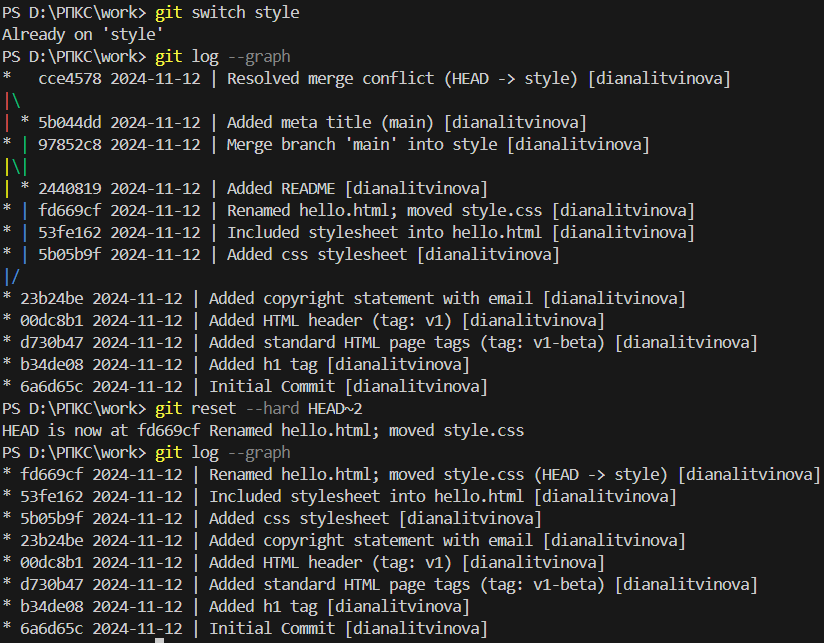 PS D:\РПКС\work> git switch style
Already on 'style'
PS D:\РПКС\work> git log --graph
*   cce4578 2024-11-12 | Resolved merge conflict (HEAD -> style) [dianalitvinova]
|\
| * 5b044dd 2024-11-12 | Added meta title (main) [dianalitvinova]
* | 97852c8 2024-11-12 | Merge branch 'main' into style [dianalitvinova]
|\|
| * 2440819 2024-11-12 | Added README [dianalitvinova]
* | fd669cf 2024-11-12 | Renamed hello.html; moved style.css [dianalitvinova]
* | 53fe162 2024-11-12 | Included stylesheet into hello.html [dianalitvinova]
* | 5b05b9f 2024-11-12 | Added css stylesheet [dianalitvinova]
|/
* 23b24be 2024-11-12 | Added copyright statement with email [dianalitvinova]
* 00dc8b1 2024-11-12 | Added HTML header (tag: v1) [dianalitvinova]
* d730b47 2024-11-12 | Added standard HTML page tags (tag: v1-beta) [dianalitvinova]
* b34de08 2024-11-12 | Added h1 tag [dianalitvinova]
* 6a6d65c 2024-11-12 | Initial Commit [dianalitvinova]
PS D:\РПКС\work> git reset --hard HEAD~2
HEAD is now at fd669cf Renamed hello.html; moved style.css
PS D:\РПКС\work> git log --graph
* fd669cf 2024-11-12 | Renamed hello.html; moved style.css (HEAD -> style) [dianalitvinova]
* 53fe162 2024-11-12 | Included stylesheet into hello.html [dianalitvinova]
* 5b05b9f 2024-11-12 | Added css stylesheet [dianalitvinova]
* 23b24be 2024-11-12 | Added copyright statement with email [dianalitvinova]
* 00dc8b1 2024-11-12 | Added HTML header (tag: v1) [dianalitvinova]
* d730b47 2024-11-12 | Added standard HTML page tags (tag: v1-beta) [dianalitvinova]
* b34de08 2024-11-12 | Added h1 tag [dianalitvinova]
* 6a6d65c 2024-11-12 | Initial Commit [dianalitvinova]